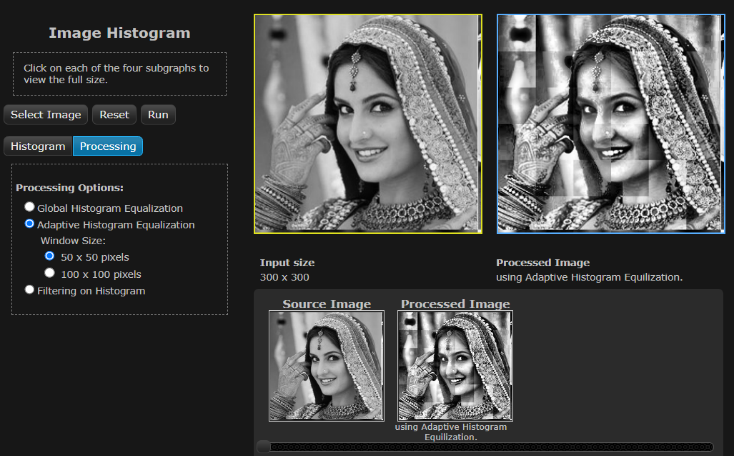 Image Histogram
Click on each of the four subgraphs to
view the full size.
Select Image
Reset
Run
Histogram
Processing
Processing Options:
Global Histogram Equalization
Adaptive Histogram Equalization
Window Size:
50 x 50 pixels
100 x 100 pixels
Filtering on Histogram
Input size
300 x 300
Processed Image
using Adaptive Histogram Equilization.
Source Image
Processed Image
using Adaptive Histogram
Equilization.